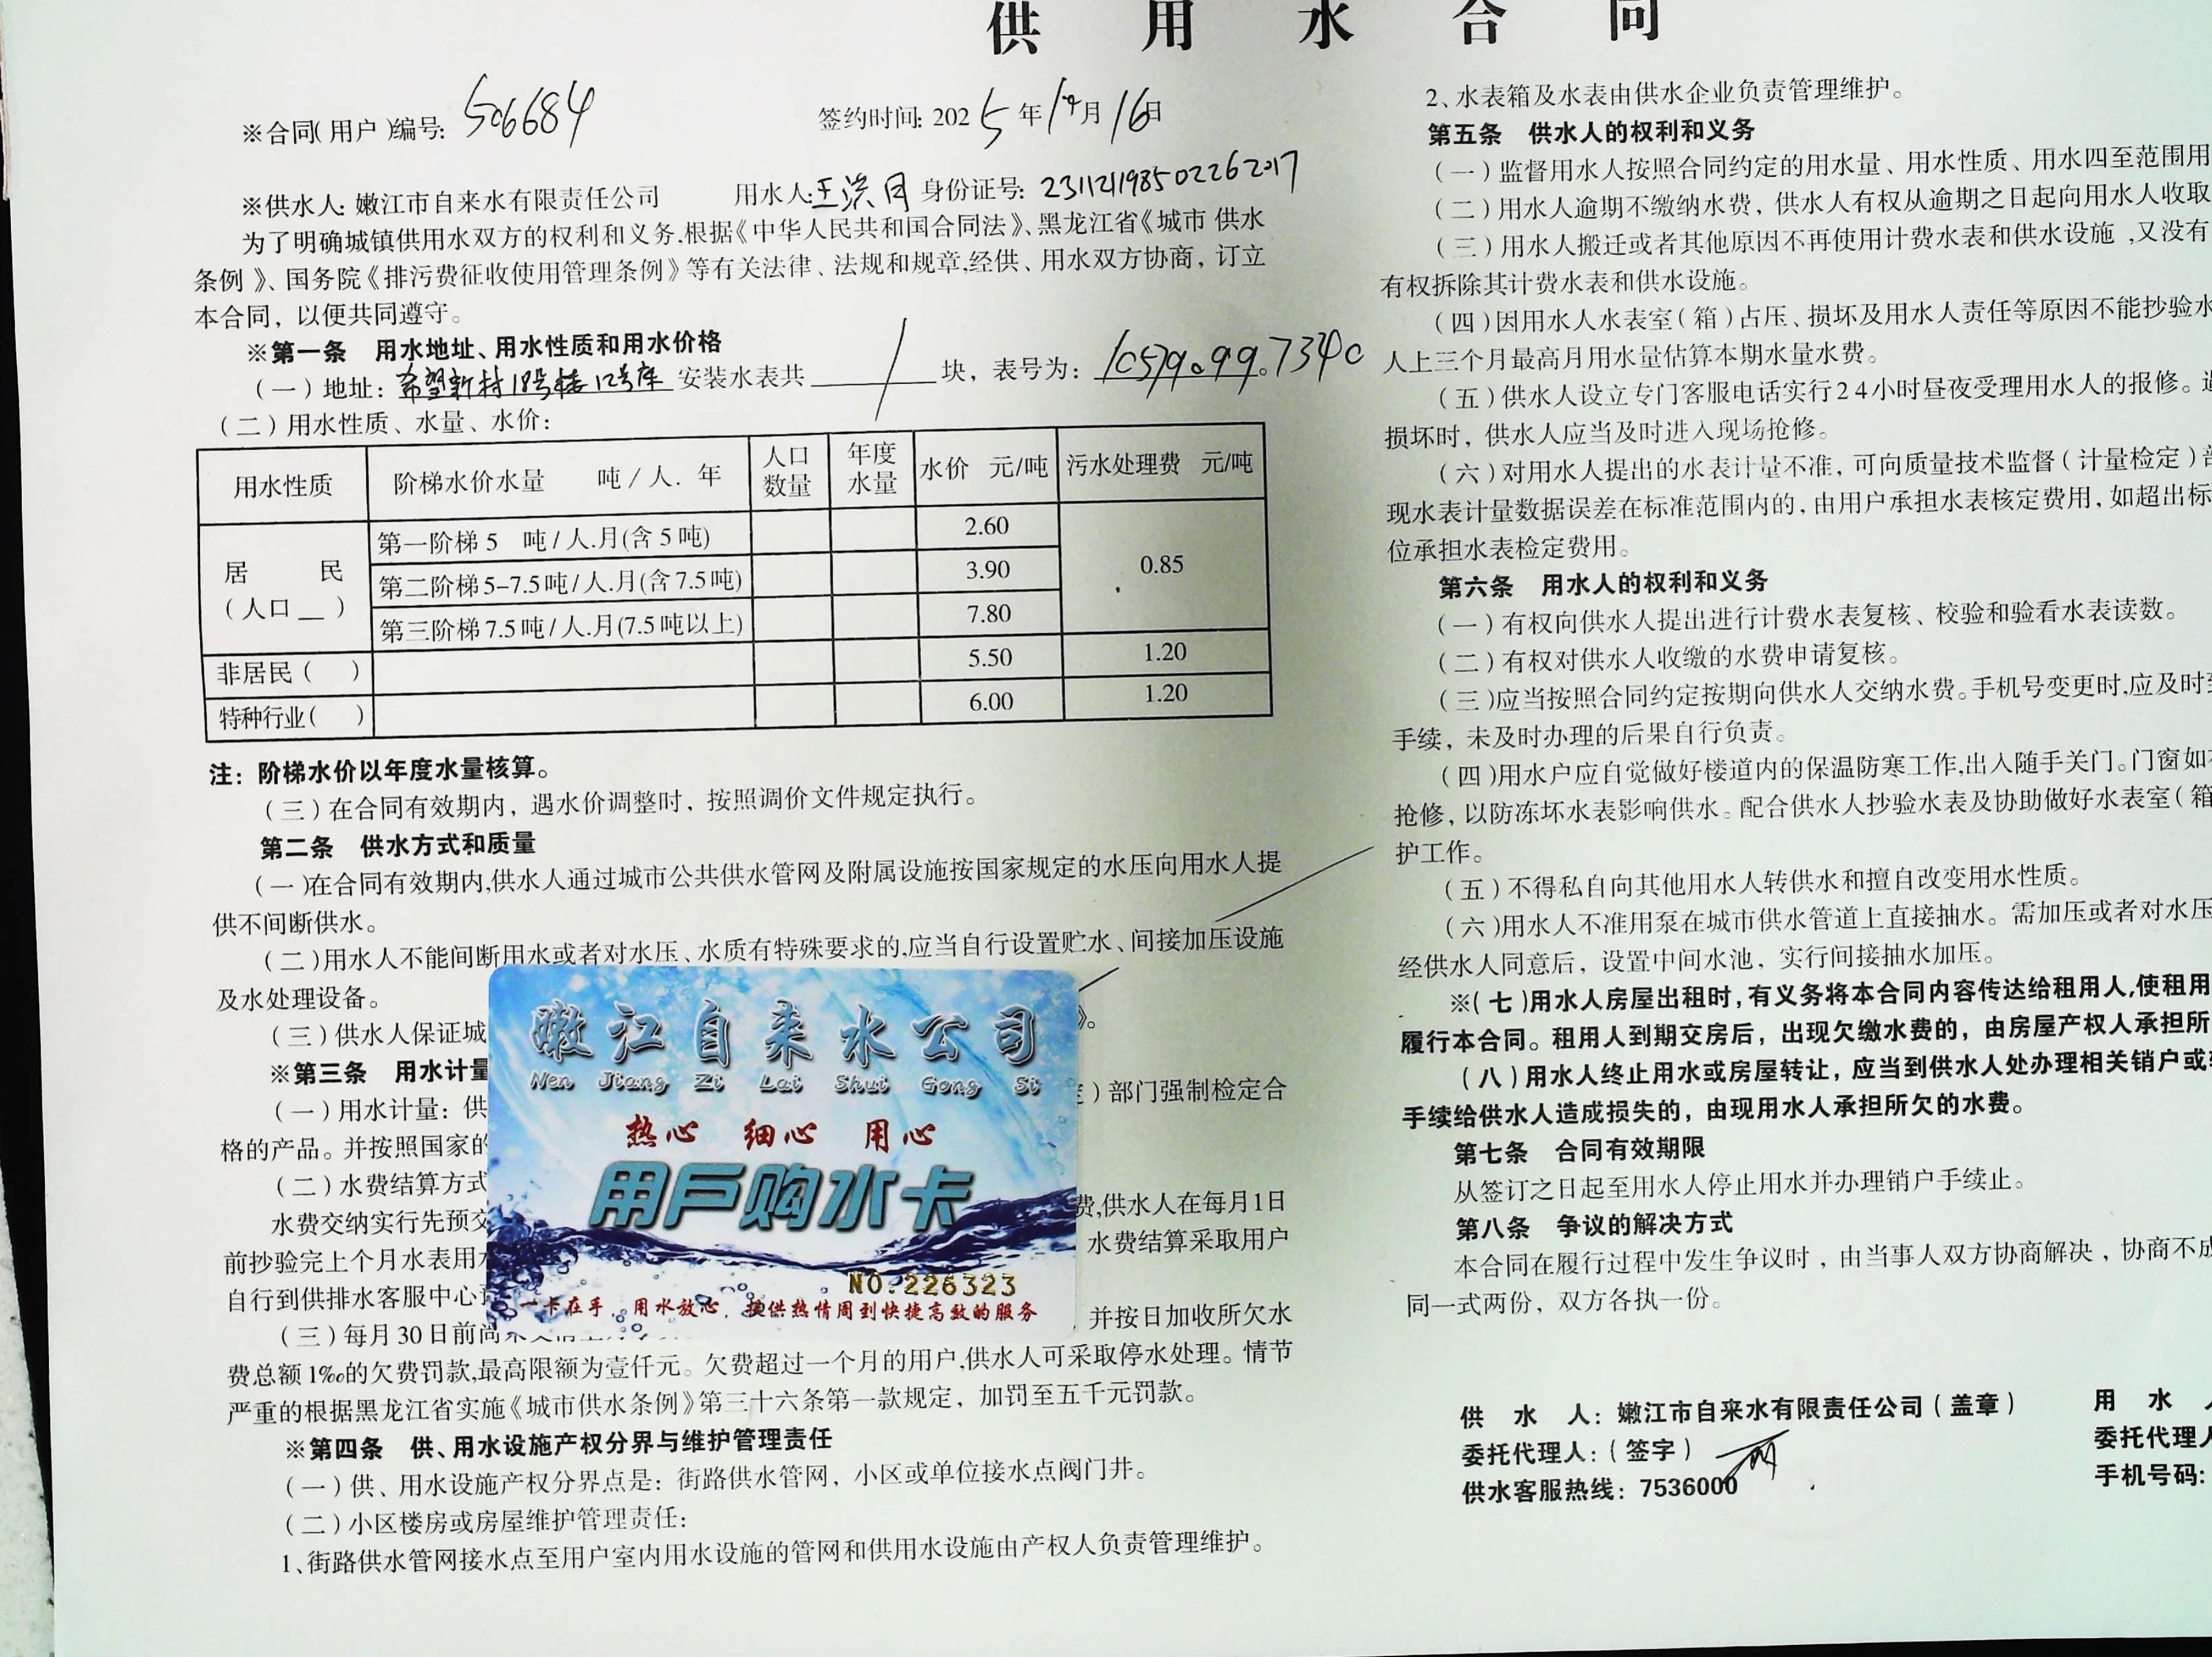 供用水合同
※合同(用户)编号: 506684
签约时间: 2025年 月16日
※供水人: 嫩江市自来水有限责任公司 用水人: 王洪 身份证号: 231121198502262017
为了明确城镇供用水双方的权利和义务,根据《中华人民共和国合同法》、黑龙江省《城市供水
条例》、国务院《排污费征收使用管理条例》等有关法律、法规和规章,经供、用水双方协商，订立
本合同，以便共同遵守。
※第一条 用水地址、用水性质和用水价格
(一)地址: 希望新村18号楼12号库 安装水表共 / 块，表号为:
(二)用水性质、水量、水价:
用水性质 阶梯水价水量 吨/人.年 人口数量 年度水量 水价 元/吨 污水处理费 元/吨
居 民 (人口__) 第一阶梯5 吨/人.月(含5吨) 2.60 0.85
第二阶梯5-7.5吨/人.月(含7.5吨) 3.90
第三阶梯7.5吨/人.月(7.5吨以上) 7.80
非居民( ) 5.50 1.20
特种行业( ) 6.00 1.20
注: 阶梯水价以年度水量核算。
(三)在合同有效期内，遇水价调整时，按照调价文件规定执行。
第二条 供水方式和质量
(一)在合同有效期内,供水人通过城市公共供水管网及附属设施按国家规定的水压向用水人提
供不间断供水。
(二)用水人不能间断用水或者对水压、水质有特殊要求的,应当自行设置贮水、间接加压设施
及水处理设备。
(三)供水人保证城 》。
※第三条 用水计量
(一)用水计量: 供 )部门强制检定合
格的产品。并按照国家的
(二)水费结算方式
水费交纳实行先预交 费,供水人在每月1日
前抄验完上个月水表用水 水费结算采取用户
自行到供排水客服中心
(三)每月30日前尚 并按日加收所欠水
费总额1‰的欠费罚款,最高限额为壹仟元。欠费超过一个月的用户,供水人可采取停水处理。情节
严重的根据黑龙江省实施《城市供水条例》第三十六条第一款规定，加罚至五千元罚款。
※第四条 供、用水设施产权分界与维护管理责任
(一)供、用水设施产权分界点是: 街路供水管网，小区或单位接水点阀门井。
(二)小区楼房或房屋维护管理责任:
1、街路供水管网接水点至用户室内用水设施的管网和供用水设施由产权人负责管理维护。
嫩江自来水公司
Nen Jiang Zi Lai Shui Gong Si
热心 细心 用心
用戶购水卡
NO.226323
一卡在手，用水放心，提供热情周到快捷高效的服务
2、水表箱及水表由供水企业负责管理维护。
第五条 供水人的权利和义务
(一)监督用水人按照合同约定的用水量、用水性质、用水四至范围用
(二)用水人逾期不缴纳水费，供水人有权从逾期之日起向用水人收取
(三)用水人搬迁或者其他原因不再使用计费水表和供水设施,又没有
有权拆除其计费水表和供水设施。
(四)因用水人水表室(箱)占压、损坏及用水人责任等原因不能抄验水
人上三个月最高月用水量估算本期水量水费。
(五)供水人设立专门客服电话实行24小时昼夜受理用水人的报修。
损坏时，供水人应当及时进入现场抢修。
(六)对用水人提出的水表计量不准，可向质量技术监督(计量检定)
现水表计量数据误差在标准范围内的,由用户承担水表核定费用,如超出标
位承担水表检定费用。
第六条 用水人的权利和义务
(一)有权向供水人提出进行计费水表复核、校验和验看水表读数。
(二)有权对供水人收缴的水费申请复核。
(三)应当按照合同约定按期向供水人交纳水费。手机号变更时,应及时
手续，未及时办理的后果自行负责。
(四)用水户应自觉做好楼道内的保温防寒工作,出入随手关门。门窗如
抢修,以防冻坏水表影响供水。配合供水人抄验水表及协助做好水表室(箱
护工作。
(五)不得私自向其他用水人转供水和擅自改变用水性质。
(六)用水人不准用泵在城市供水管道上直接抽水。需加压或者对水压
经供水人同意后，设置中间水池，实行间接抽水加压。
※(七)用水人房屋出租时,有义务将本合同内容传达给租用人,使租用
履行本合同。租用人到期交房后，出现欠缴水费的，由房屋产权人承担所
(八)用水人终止用水或房屋转让，应当到供水人处办理相关销户或
手续给供水人造成损失的，由现用水人承担所欠的水费。
第七条 合同有效期限
从签订之日起至用水人停止用水并办理销户手续止。
第八条 争议的解决方式
本合同在履行过程中发生争议时，由当事人双方协商解决，协商不成
同一式两份，双方各执一份。
供 水 人: 嫩江市自来水有限责任公司(盖章) 用 水
委托代理人: (签字) 委托代理人
供水客服热线: 7536000 手机号码: